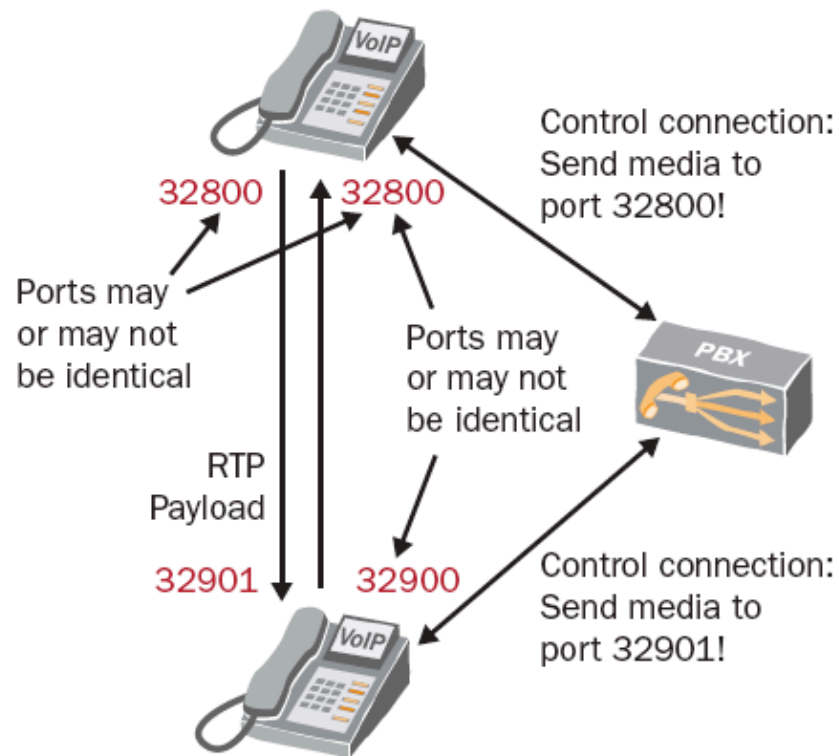 VoIP
Control connection:
Send media to
port 32800!
32800
32800
Ports may
or may not
be identical
Ports may
or may not
be identical
PBX
RTP
Payload
32901
32900
Control connection:
Send media to
port 32901!
VoIP